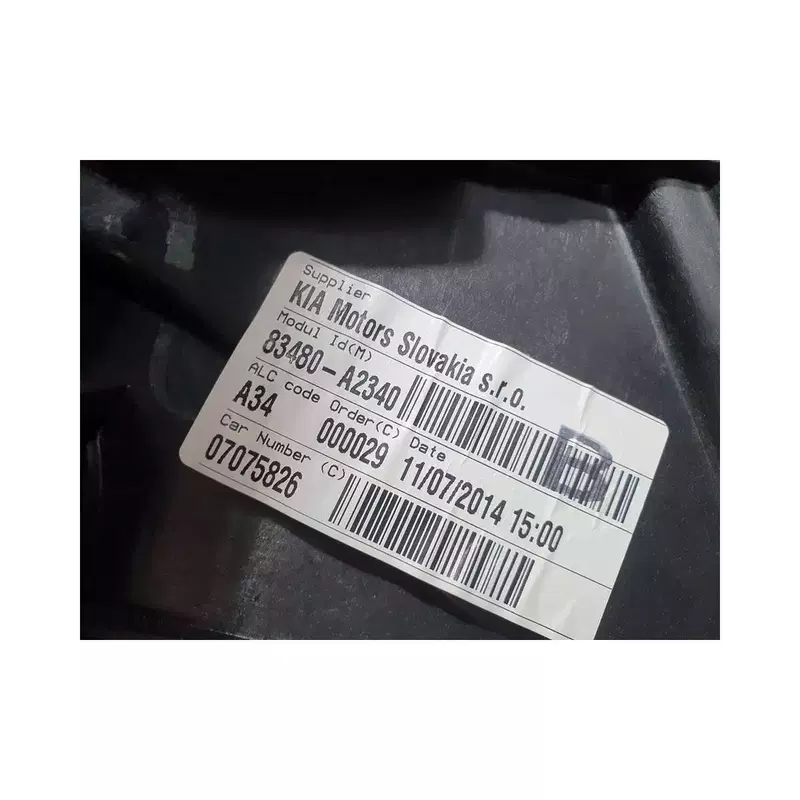 Supplier
KIA Motors Slovakia s.r.o.
Modul Id(M)
83480-A2340
ALC code Order(C) Date
A34 000029 11/07/2014 15:00
Car Number (C)
07075826